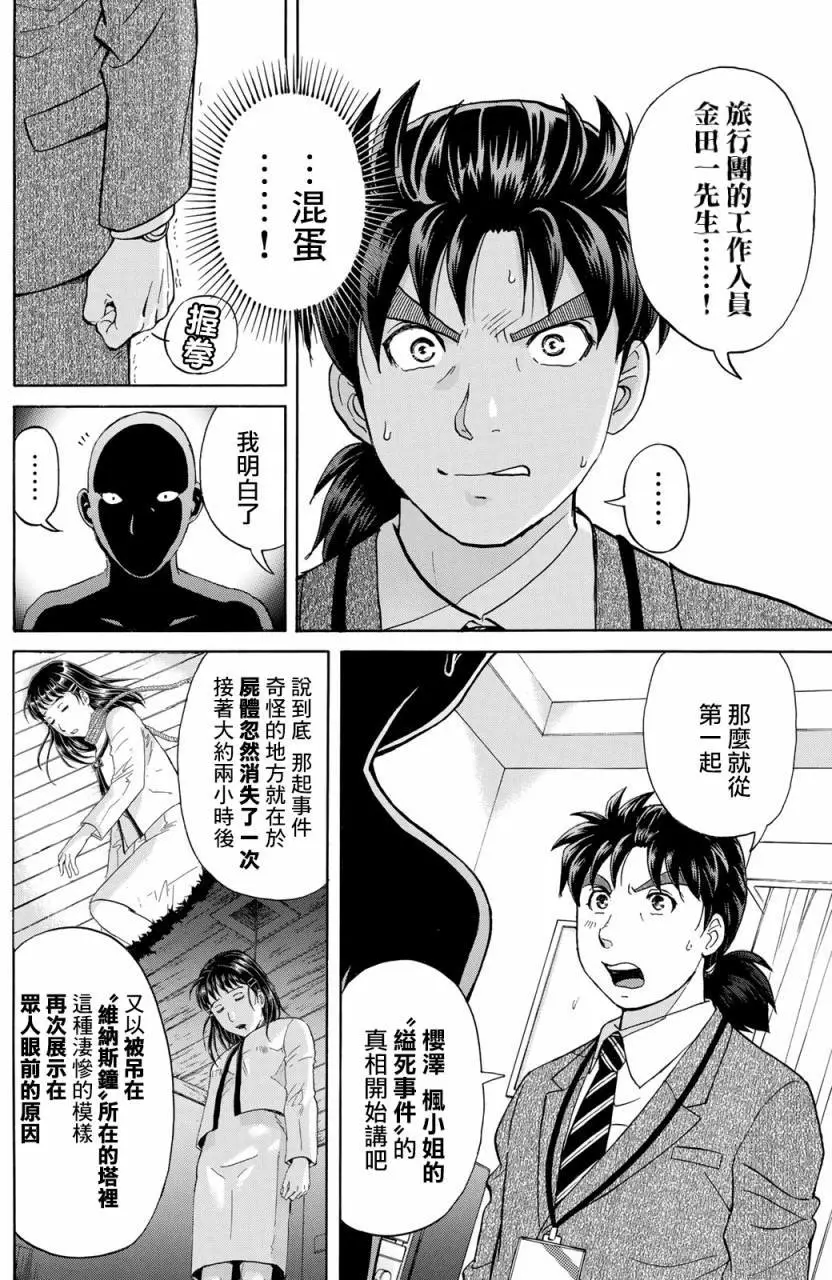 旅行團的工作人員
金田一先生……！
…混蛋
……！
握拳
……
我明白了
……
那麼就從
第一起
櫻澤 楓小姐的
〝縊死事件〞的
真相開始講吧
說到底 那起事件
奇怪的地方就在於
屍體忽然消失了一次
接著大約兩小時後
又以被吊在
〝維納斯鐘〞所在的塔裡
這種淒慘的模樣
再次展示在
眾人眼前的原因